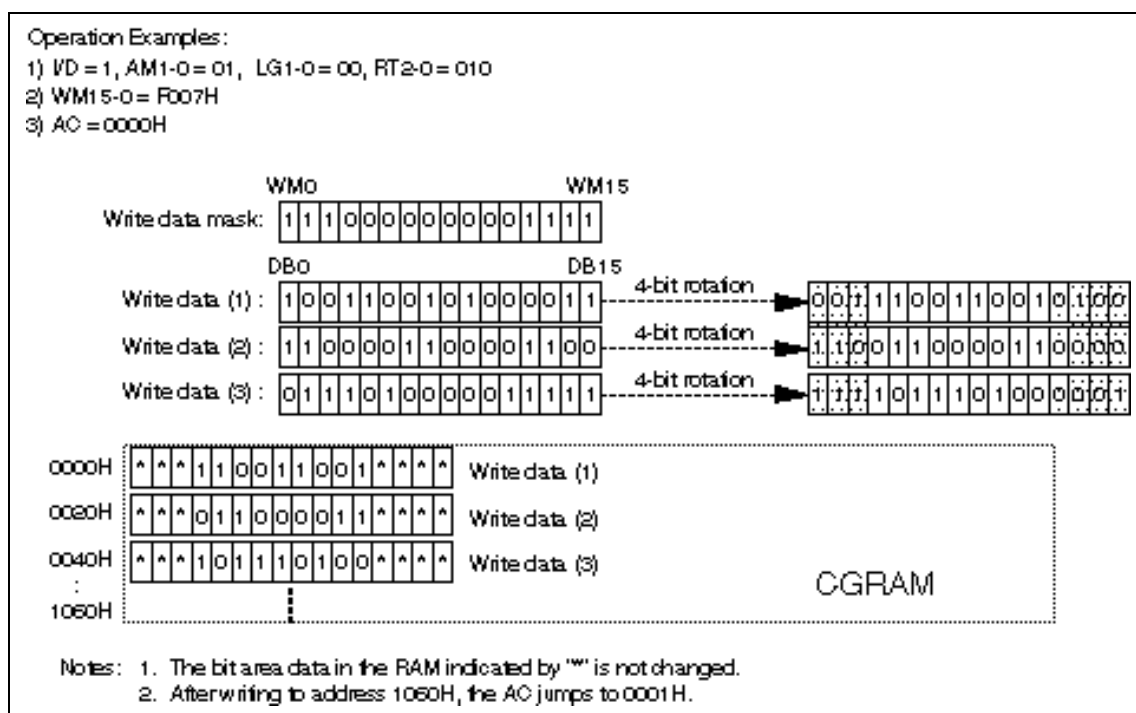 Operation Examples:
1) I/D = 1, AM1-0 = 01, LG1-0 = 00, RT2-0 = 010
2) WM15-0 = F007H
3) AC = 0000H
WM0 WM15
Write data mask: 1 1 1 0 0 0 0 0 0 0 0 0 1 1 1 1
DB0 DB15
Write data (1) : 1 0 0 1 1 0 0 1 0 1 0 0 0 0 1 1 4-bit rotation 0 0 1 1 1 0 0 1 1 0 0 1 0 1 0 0
Write data (2) : 1 1 0 0 0 0 1 1 0 0 0 0 1 1 0 0 4-bit rotation 1 1 0 0 1 1 0 0 0 0 1 1 0 0 0 0
Write data (3) : 0 1 1 1 0 1 0 0 0 0 0 1 1 1 1 1 4-bit rotation 1 1 1 1 0 1 1 1 0 1 0 0 0 0 0 1
0000H * * * 1 1 0 0 1 1 0 0 1 * * * * Write data (1)
0020H * * * 0 1 1 0 0 0 0 1 1 * * * * Write data (2)
0040H * * * 1 0 1 1 1 0 1 0 0 * * * * Write data (3)
:
CGRAM
1060H
Notes: 1. The bit area data in the RAM indicated by "*" is not changed.
2. After writing to address 1060H, the AC jumps to 0001H.